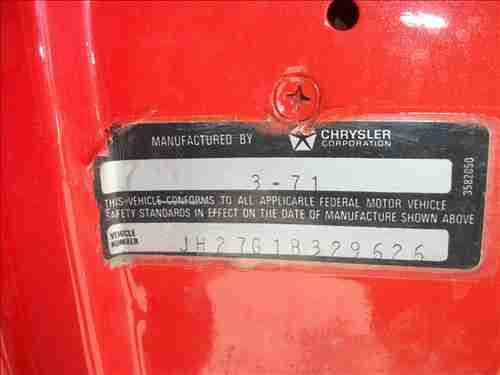 MANUFACTURED BY CHRYSLER CORPORATION
3-71
THIS VEHICLE CONFORMS TO ALL APPLICABLE FEDERAL MOTOR VEHICLE
SAFETY STANDARDS IN EFFECT ON THE DATE OF MANUFACTURE SHOWN ABOVE
VEHICLE NUMBER JH27G1B329626
3582050